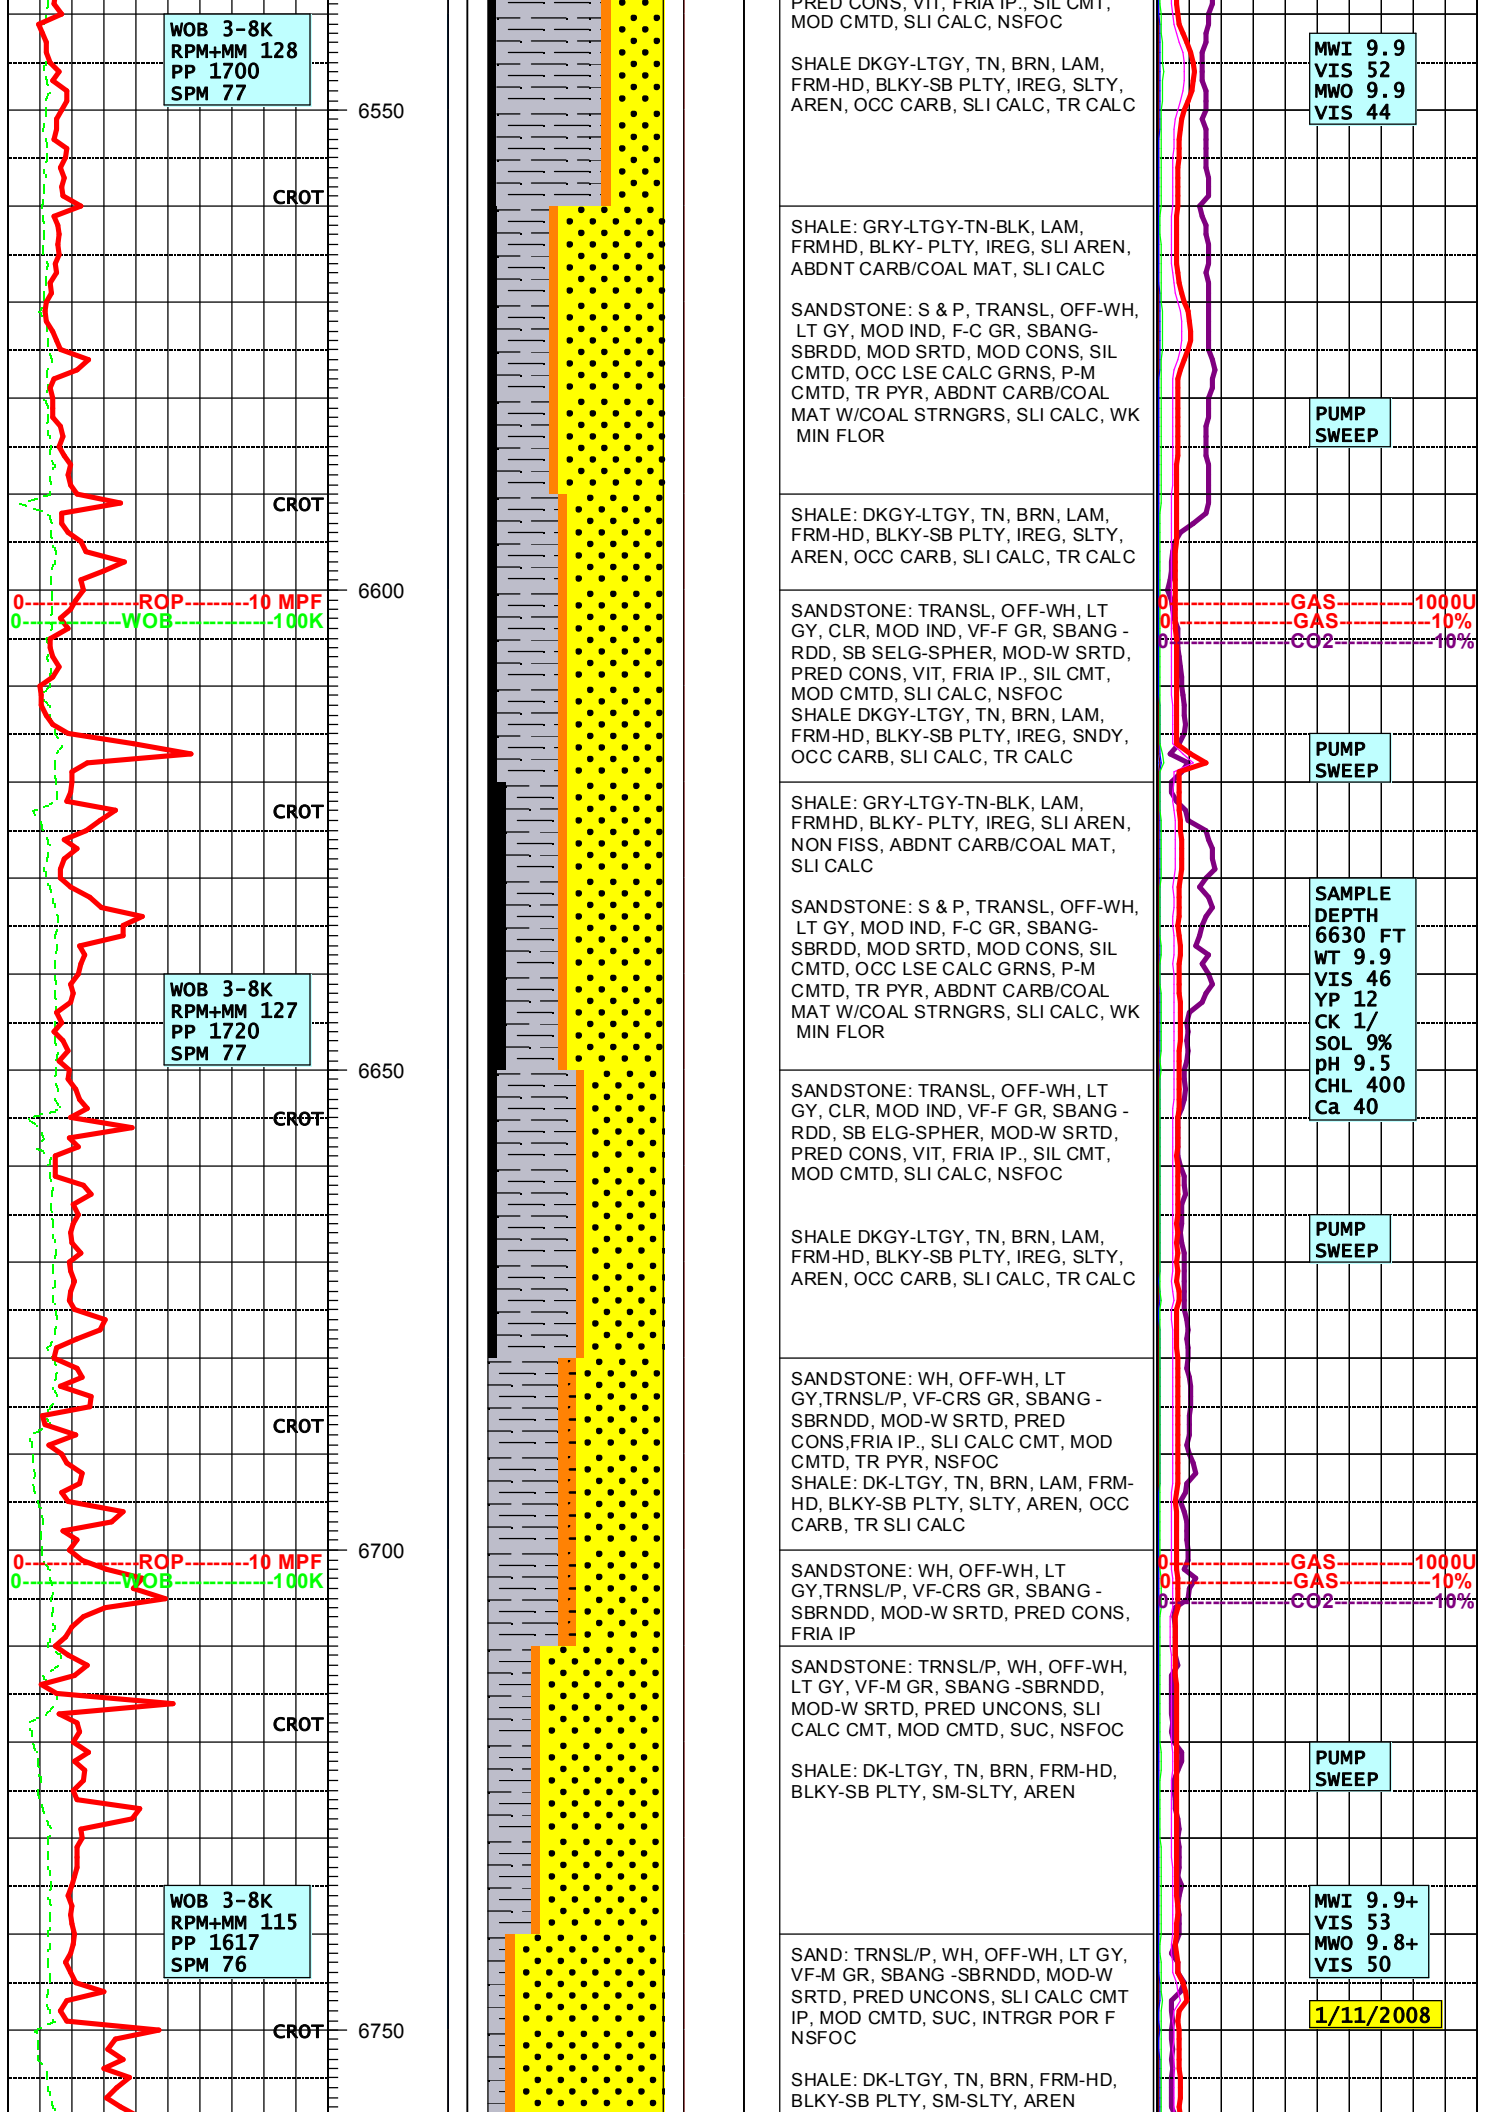 PRED CONS, VIT, FRIA IP., SIL CMT,
MOD CMTD, SLI CALC, NSFOC
WOB 3-8K
RPM+MM 128
PP 1700
SPM 77
SHALE DKGY-LTGY, TN, BRN, LAM,
FRM-HD, BLKY-SB PLTY, IREG, SLTY,
AREN, OCC CARB, SLI CALC, TR CALC
MWI 9.9
VIS 52
MWO 9.9
VIS 44
6550
CROT
SHALE: GRY-LTGY-TN-BLK, LAM,
FRMHD, BLKY- PLTY, IREG, SLI AREN,
ABDNT CARB/COAL MAT, SLI CALC
SANDSTONE: S & P, TRANSL, OFF-WH,
LT GY, MOD IND, F-C GR, SBANG-
SBRDD, MOD SRTD, MOD CONS, SIL
CMTD, OCC LSE CALC GRNS, P-M
CMTD, TR PYR, ABDNT CARB/COAL
MAT W/COAL STRNGRS, SLI CALC, WK
MIN FLOR
PUMP
SWEEP
CROT
SHALE: DKGY-LTGY, TN, BRN, LAM,
FRM-HD, BLKY-SB PLTY, IREG, SLTY,
AREN, OCC CARB, SLI CALC, TR CALC
6600
0-----------------ROP---------10 MPF
0---------------WOB---------------100K
0------------------GAS-----------1000U
0------------------GAS-------------10%
0------------------CO2-------------10%
SANDSTONE: TRANSL, OFF-WH, LT
GY, CLR, MOD IND, VF-F GR, SBANG -
RDD, SB SELG-SPHER, MOD-W SRTD,
PRED CONS, VIT, FRIA IP., SIL CMT,
MOD CMTD, SLI CALC, NSFOC
SHALE DKGY-LTGY, TN, BRN, LAM,
FRM-HD, BLKY-SB PLTY, IREG, SNDY,
OCC CARB, SLI CALC, TR CALC
PUMP
SWEEP
CROT
SHALE: GRY-LTGY-TN-BLK, LAM,
FRMHD, BLKY- PLTY, IREG, SLI AREN,
NON FISS, ABDNT CARB/COAL MAT,
SLI CALC
SANDSTONE: S & P, TRANSL, OFF-WH,
LT GY, MOD IND, F-C GR, SBANG-
SBRDD, MOD SRTD, MOD CONS, SIL
CMTD, OCC LSE CALC GRNS, P-M
CMTD, TR PYR, ABDNT CARB/COAL
MAT W/COAL STRNGRS, SLI CALC, WK
MIN FLOR
SAMPLE
DEPTH
6630 FT
WT 9.9
VIS 46
YP 12
CK 1/
SOL 9%
pH 9.5
CHL 400
Ca 40
WOB 3-8K
RPM+MM 127
PP 1720
SPM 77
6650
CROT
SANDSTONE: TRANSL, OFF-WH, LT
GY, CLR, MOD IND, VF-F GR, SBANG -
RDD, SB ELG-SPHER, MOD-W SRTD,
PRED CONS, VIT, FRIA IP., SIL CMT,
MOD CMTD, SLI CALC, NSFOC
SHALE DKGY-LTGY, TN, BRN, LAM,
FRM-HD, BLKY-SB PLTY, IREG, SLTY,
AREN, OCC CARB, SLI CALC, TR CALC
PUMP
SWEEP
CROT
SANDSTONE: WH, OFF-WH, LT
GY,TRNSL/P, VF-CRS GR, SBANG -
SBRNDD, MOD-W SRTD, PRED
CONS,FRIA IP., SLI CALC CMT, MOD
CMTD, TR PYR, NSFOC
SHALE: DK-LTGY, TN, BRN, LAM, FRM-
HD, BLKY-SB PLTY, SLTY, AREN, OCC
CARB, TR SLI CALC
6700
0-----------------ROP---------10 MPF
0---------------WOB---------------100K
0------------------GAS-----------1000U
0------------------GAS-------------10%
0------------------CO2-------------10%
SANDSTONE: WH, OFF-WH, LT
GY,TRNSL/P, VF-CRS GR, SBANG -
SBRNDD, MOD-W SRTD, PRED CONS,
FRIA IP
CROT
SANDSTONE: TRNSL/P, WH, OFF-WH,
LT GY, VF-M GR, SBANG -SBRNDD,
MOD-W SRTD, PRED UNCONS, SLI
CALC CMT, MOD CMTD, SUC, NSFOC
SHALE: DK-LTGY, TN, BRN, FRM-HD,
BLKY-SB PLTY, SM-SLTY, AREN
PUMP
SWEEP
WOB 3-8K
RPM+MM 115
PP 1617
SPM 76
MWI 9.9+
VIS 53
MWO 9.8+
VIS 50
1/11/2008
CROT
6750
SAND: TRNSL/P, WH, OFF-WH, LT GY,
VF-M GR, SBANG -SBRNDD, MOD-W
SRTD, PRED UNCONS, SLI CALC CMT
IP, MOD CMTD, SUC, INTRGR POR F
NSFOC
SHALE: DK-LTGY, TN, BRN, FRM-HD,
BLKY-SB PLTY, SM-SLTY, AREN